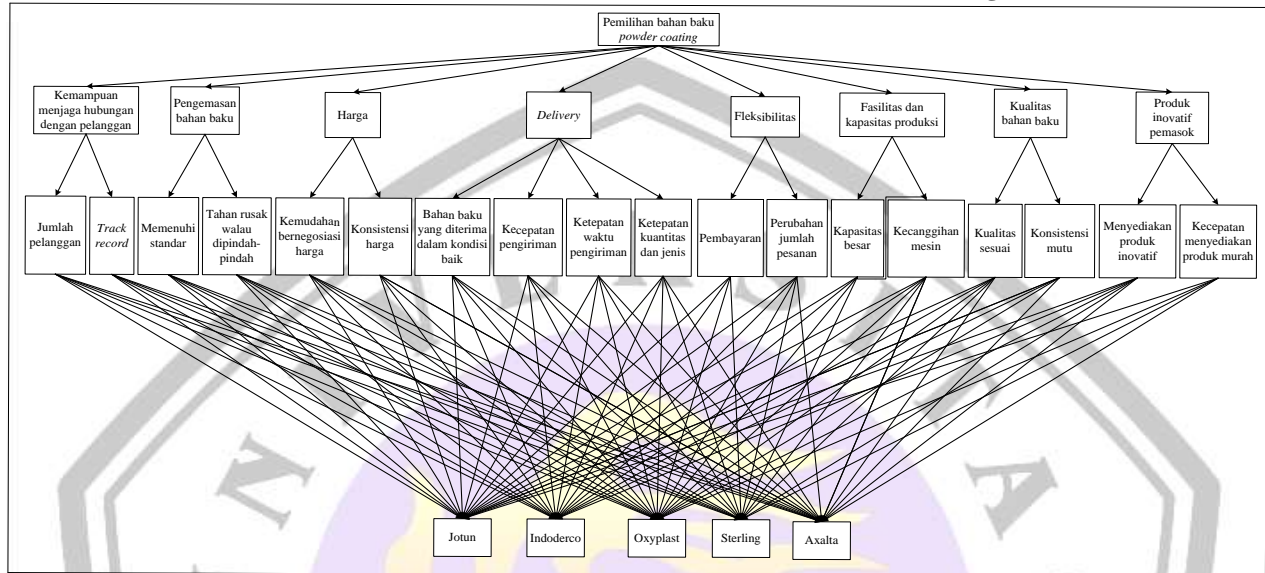 Pemilihan bahan baku
powder coating
Kemampuan
menjaga hubungan
dengan pelanggan
Pengemasan
bahan baku
Harga
Delivery
Fleksibilitas
Fasilitas dan
kapasitas produksi
Kualitas
bahan baku
Produk
inovatif
pemasok
Jumlah
pelanggan
Track
record
Memenuhi
standar
Tahan rusak
walau
dipindah-
pindah
Kemudahan
bernegosiasi
harga
Konsistensi
harga
Bahan baku
yang diterima
dalam kondisi
baik
Kecepatan
pengiriman
Ketepatan
waktu
pengiriman
Ketepatan
kuantitas
dan jenis
Pembayaran
Perubahan
jumlah
pesanan
Kapasitas
besar
Kecanggihan
mesin
Kualitas
sesuai
Konsistensi
mutu
Menyediakan
produk
inovatif
Kecepatan
menyediakan
produk murah
Jotun
Indoderco
Oxyplast
Sterling
Axalta